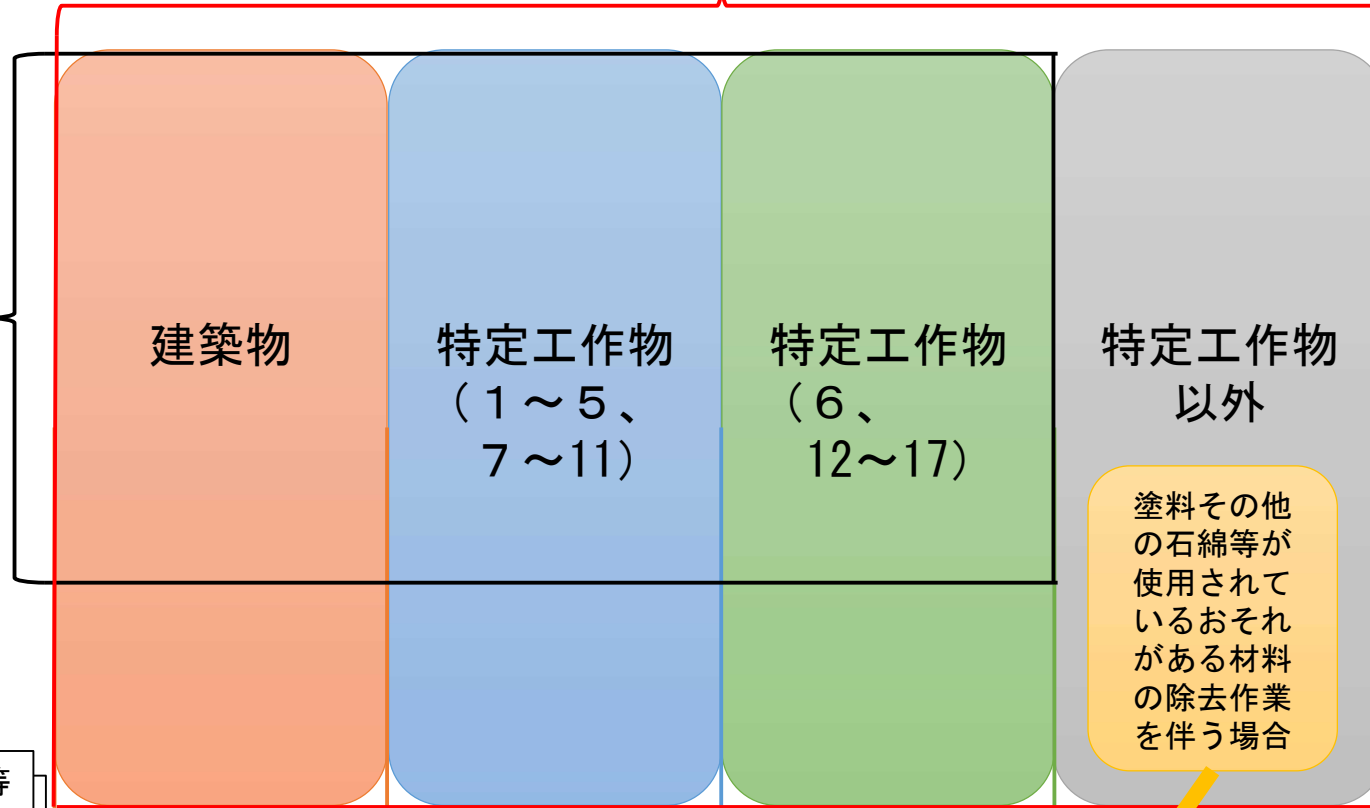 建築物
特定工作物
（１～５、
７～11）
特定工作物
（６、
12～17）
特定工作物
以外
塗料その他
の石綿等が
使用されて
いるおそれ
がある材料
の除去作業
を伴う場合
等